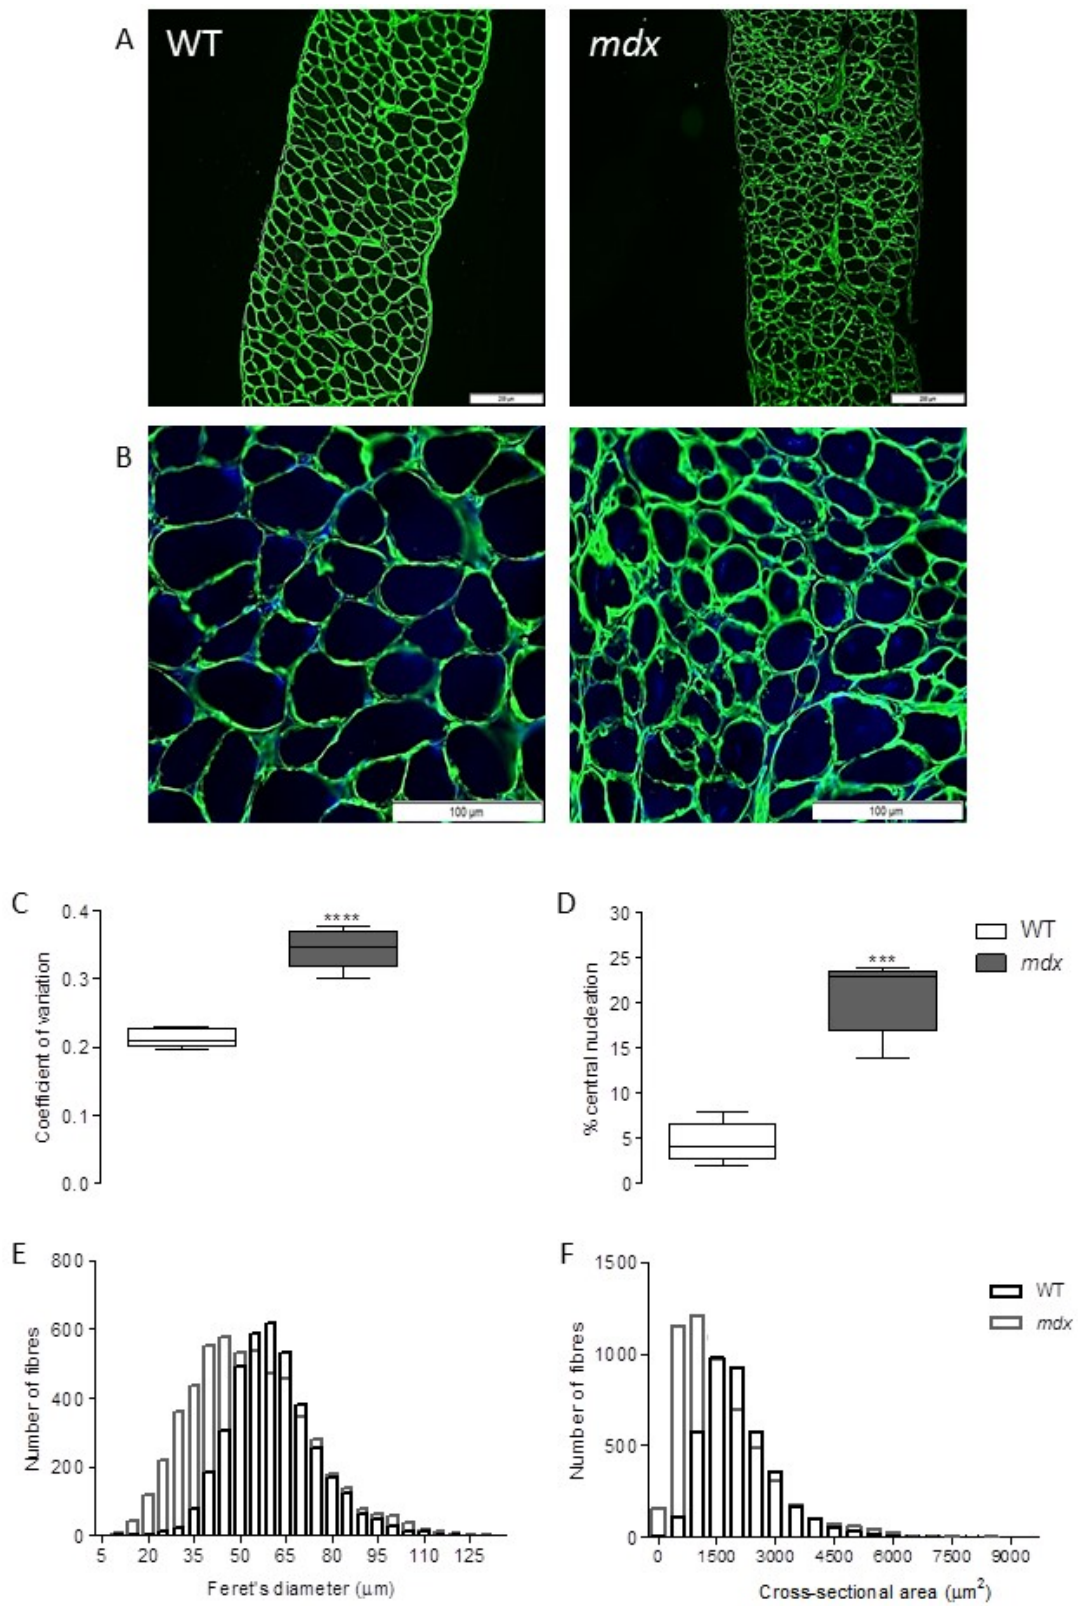 A WT mdx
B
100 µm 100 µm
C D
Coefficient of variation
0.4
0.3
0.2
0.1
0.0
****
% central nucleation
30
25
20
15
10
5
0
***
WT
mdx
E F
Number of fibres
800
600
400
200
0
5 20 35 50 65 80 95 110 125
Feret's diameter (µm)
Number of fibres
1500
1000
500
0
0 1500 3000 4500 6000 7500 9000
Cross-sectional area (µm²)
WT
mdx